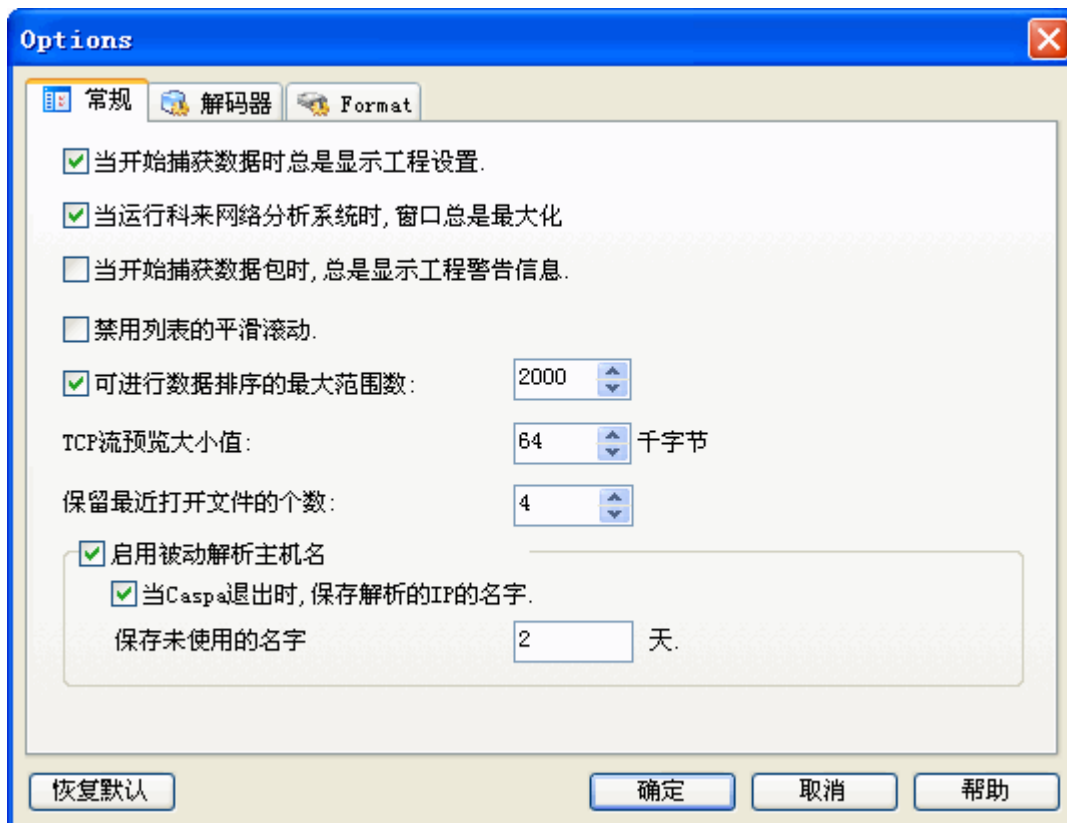 Options
常规 解码器 Format
当开始捕获数据时总是显示工程设置.
当运行科来网络分析系统时,窗口总是最大化
当开始捕获数据包时,总是显示工程警告信息.
禁用列表的平滑滚动.
可进行数据排序的最大范围数: 2000
TCP流预览大小值: 64 千字节
保留最近打开文件的个数: 4
启用被动解析主机名
当Caspa退出时,保存解析的IP的名字.
保存未使用的名字 2 天.
恢复默认 确定 取消 帮助